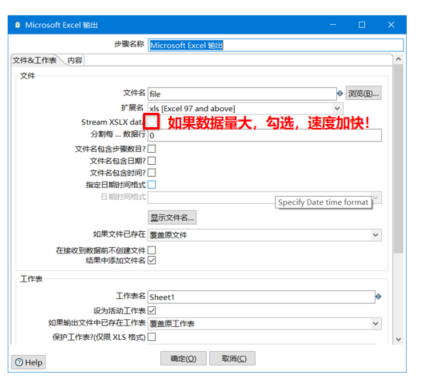 Microsoft Excel 输出
步骤名称 Microsoft Excel 输出
文件&工作表 内容
文件
文件名 file 浏览(B)...
扩展名 xls [Excel 97 and above]
Stream XSLX data 如果数据量大，勾选，速度加快！
分割每 ... 数据行 0
文件名包含步骤数目?
文件名包含日期?
文件名包含时间?
指定日期时间格式
日期时间格式
Specify Date time format
显示文件名...
如果文件已存在 覆盖原文件
在接收到数据前不创建文件
结果中添加文件名
工作表
工作表名 Sheet1
设为活动工作表
如果输出文件中已存在工作表 覆盖原工作表
保护工作表?(仅限 XLS 格式)
Help 确定(O) 取消(C)